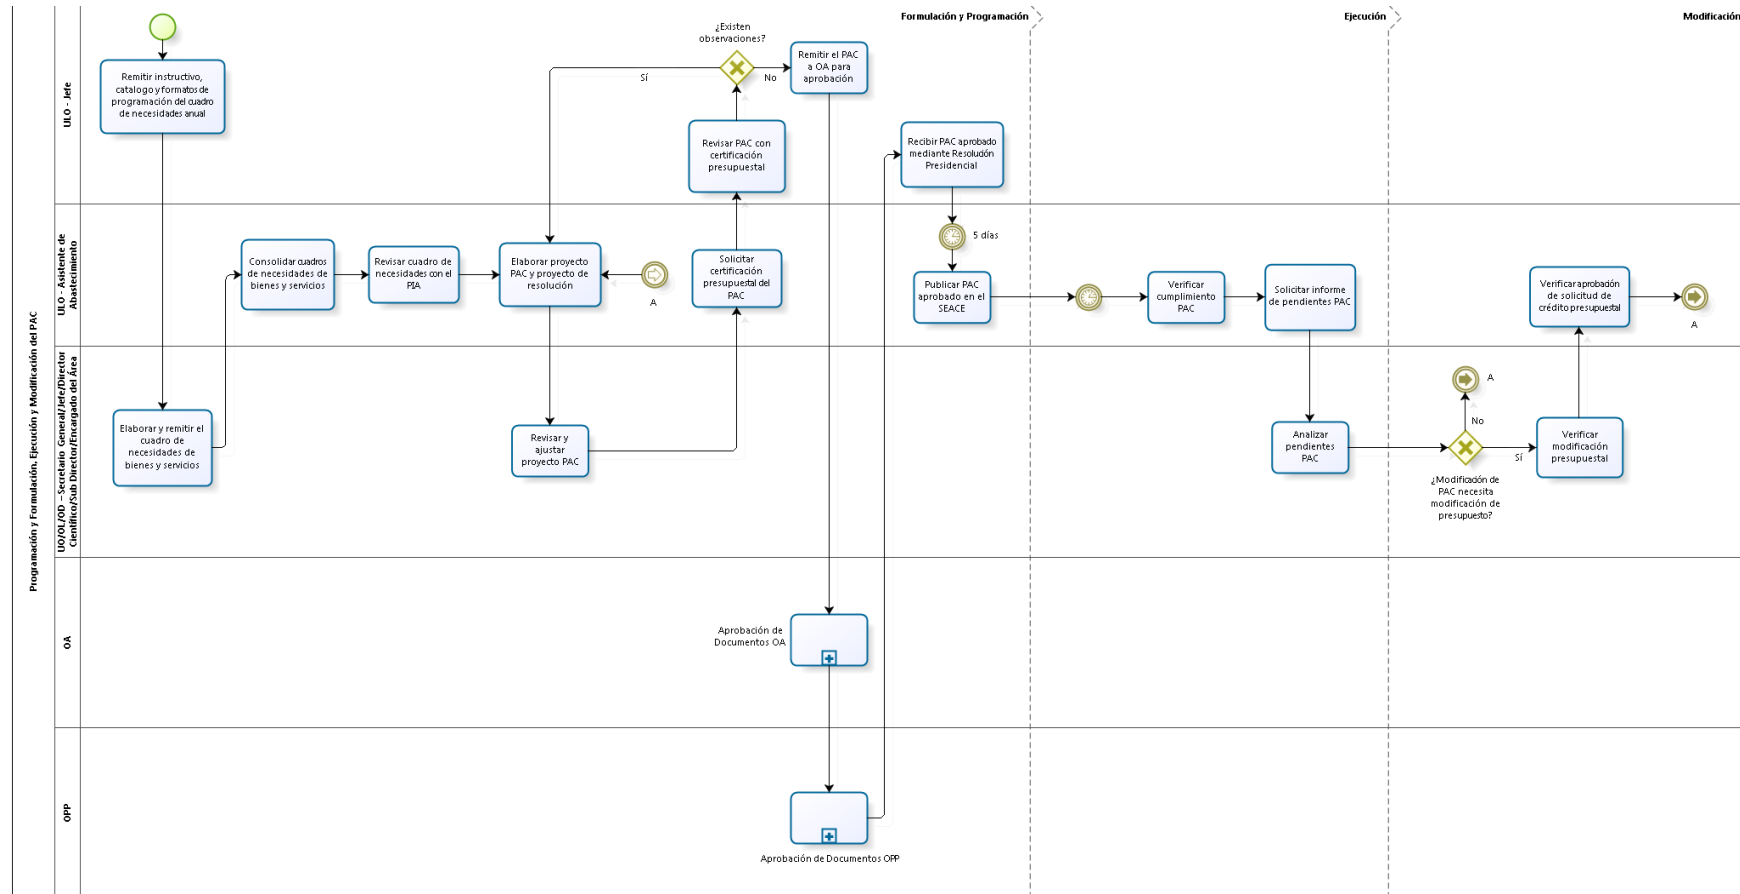 Programación y Formulación, Ejecución y Modificación del PAC
Formulación y Programación
Ejecución
Modificación
ULO - Jefe
Remitir instructivo,
catalogo y formatos de
programación del cuadro
de necesidades anual
¿Existen
observaciones?
Sí
No
Remitir el PAC
a OA para
aprobación
Revisar PAC con
certificación
presupuestal
Recibir PAC aprobado
mediante Resolución
Presidencial
ULO - Asistente de
Abastecimiento
Consolidar cuadros
de necesidades de
bienes y servicios
Revisar cuadro de
necesidades con el
PIA
Elaborar proyecto
PAC y proyecto de
resolución
A
Solicitar
certificación
presupuestal del
PAC
5 días
Publicar PAC
aprobado en el
SEACE
Verificar
cumplimiento
PAC
Solicitar informe
de pendientes PAC
Verificar aprobación
de solicitud de
crédito presupuestal
A
UO/OL/OD – Secretario General/Jefe/Director
Científico/Sub Director/Encargado del Área
Elaborar y remitir el
cuadro de
necesidades de
bienes y servicios
Revisar y
ajustar
proyecto PAC
Analizar
pendientes
PAC
A
No
Sí
¿Modificación de
PAC necesita
modificación de
presupuesto?
Verificar
modificación
presupuestal
OA
Aprobación de
Documentos OA
OPP
Aprobación de Documentos OPP